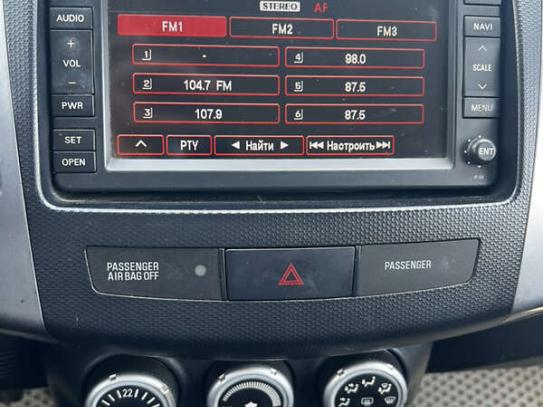 STEREO AF
AUDIO
FM1 FM2 FM3
NAVI
+
VOL
−
1 - 4 98.0
2 104.7 FM 5 87.5
3 107.9 6 87.5
SCALE
PWR
MENU
SET
PTY ◄ Найти ► I◄◄ Настроить ►►I
ENT
OPEN
PASSENGER
AIR BAG OFF
PASSENGER
22